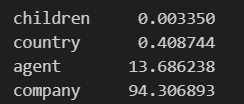 children 0.003350
country 0.408744
agent 13.686238
company 94.306893